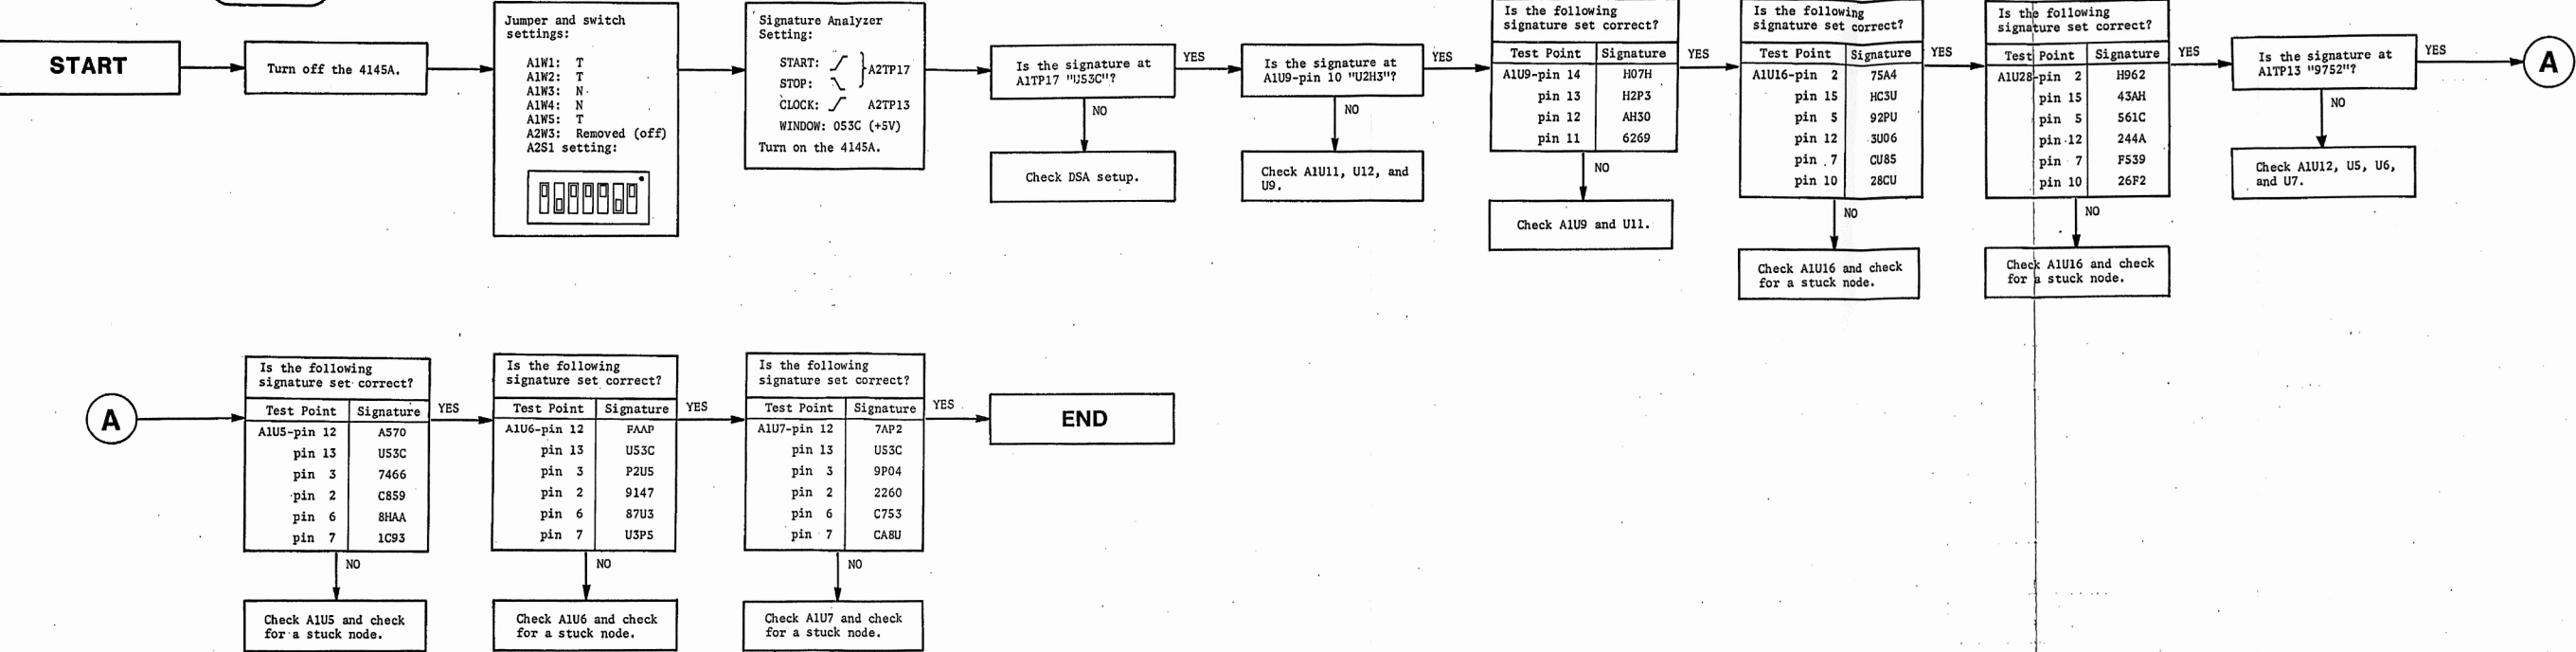 START
Turn off the 4145A.
Jumper and switch
settings:
A1W1: T
A1W2: T
A1W3: N
A1W4: N
A1W5: T
A2W3: Removed (off)
A2S1 setting:
Signature Analyzer
Setting:
START:
STOP:
A2TP17
CLOCK: A2TP13
WINDOW: 053C (+5V)
Turn on the 4145A.
Is the signature at
A1TP17 "U53C"?
YES
NO
Check DSA setup.
Is the signature at
A1U9-pin 10 "U2H3"?
YES
NO
Check A1U11, U12, and
U9.
Is the following
signature set correct?
Test Point Signature
A1U9-pin 14 H07H
pin 13 H2P3
pin 12 AH30
pin 11 6269
YES
NO
Check A1U9 and U11.
Is the following
signature set correct?
Test Point Signature
A1U16-pin 2 75A4
pin 15 HC3U
pin 5 92PU
pin 12 3U06
pin 7 CU85
pin 10 28CU
YES
NO
Check A1U16 and check
for a stuck node.
Is the following
signature set correct?
Test Point Signature
A1U28-pin 2 H962
pin 15 43AH
pin 5 561C
pin 12 244A
pin 7 F539
pin 10 26F2
YES
NO
Check A1U16 and check
for a stuck node.
Is the signature at
A1TP13 "9752"?
YES
NO
Check A1U12, U5, U6,
and U7.
A
A
Is the following
signature set correct?
Test Point Signature
A1U5-pin 12 A570
pin 13 U53C
pin 3 7466
pin 2 C859
pin 6 8HAA
pin 7 1C93
YES
NO
Check A1U5 and check
for a stuck node.
Is the following
signature set correct?
Test Point Signature
A1U6-pin 12 FAAP
pin 13 U53C
pin 3 P2U5
pin 2 9147
pin 6 87U3
pin 7 U3P5
YES
NO
Check A1U6 and check
for a stuck node.
Is the following
signature set correct?
Test Point Signature
A1U7-pin 12 7AP2
pin 13 U53C
pin 3 9P04
pin 2 2260
pin 6 C753
pin 7 CA8U
YES
NO
Check A1U7 and check
for a stuck node.
END